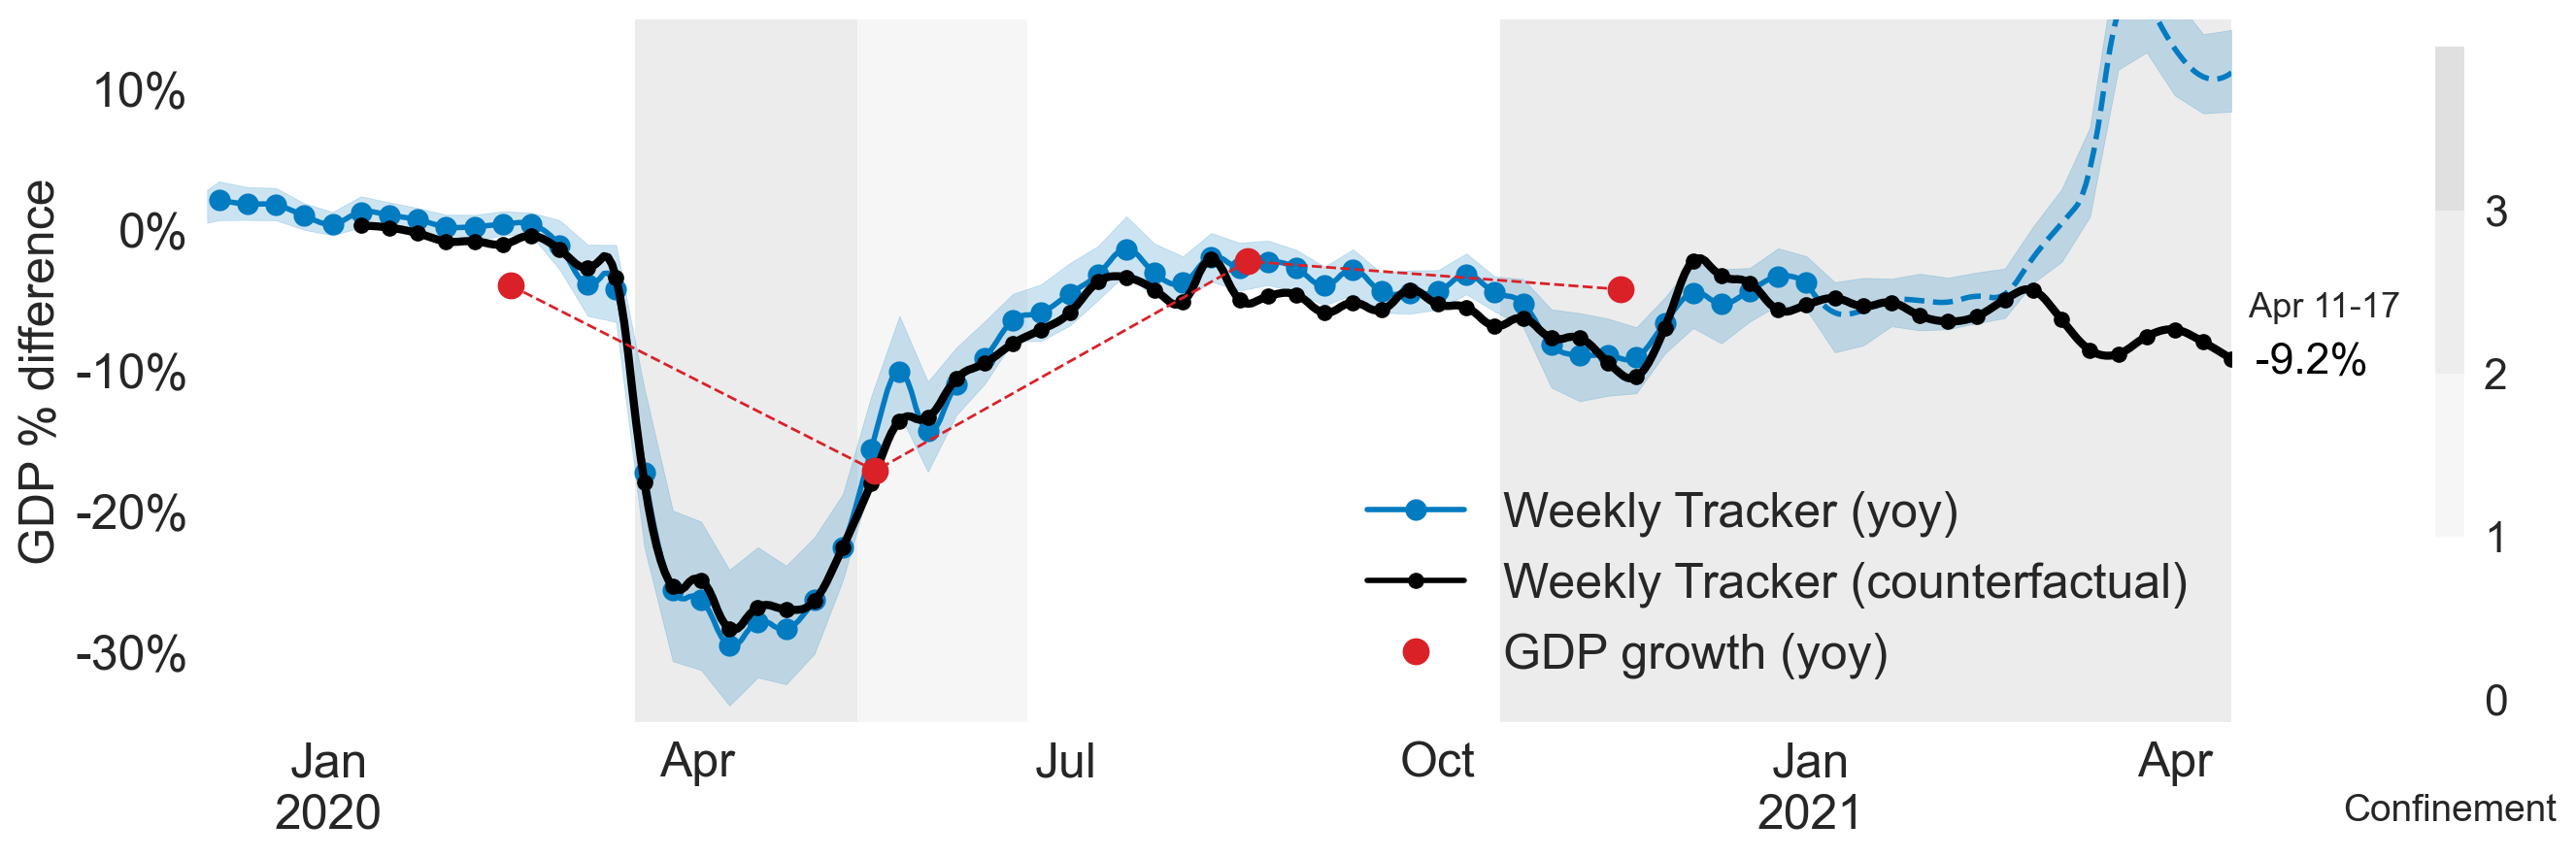 GDP % difference
10%
0%
-10%
-20%
-30%
Jan
2020
Apr
Jul
Oct
Jan
2021
Apr
Weekly Tracker (yoy)
Weekly Tracker (counterfactual)
GDP growth (yoy)
Apr 11-17
-9.2%
3
2
1
0
Confinement